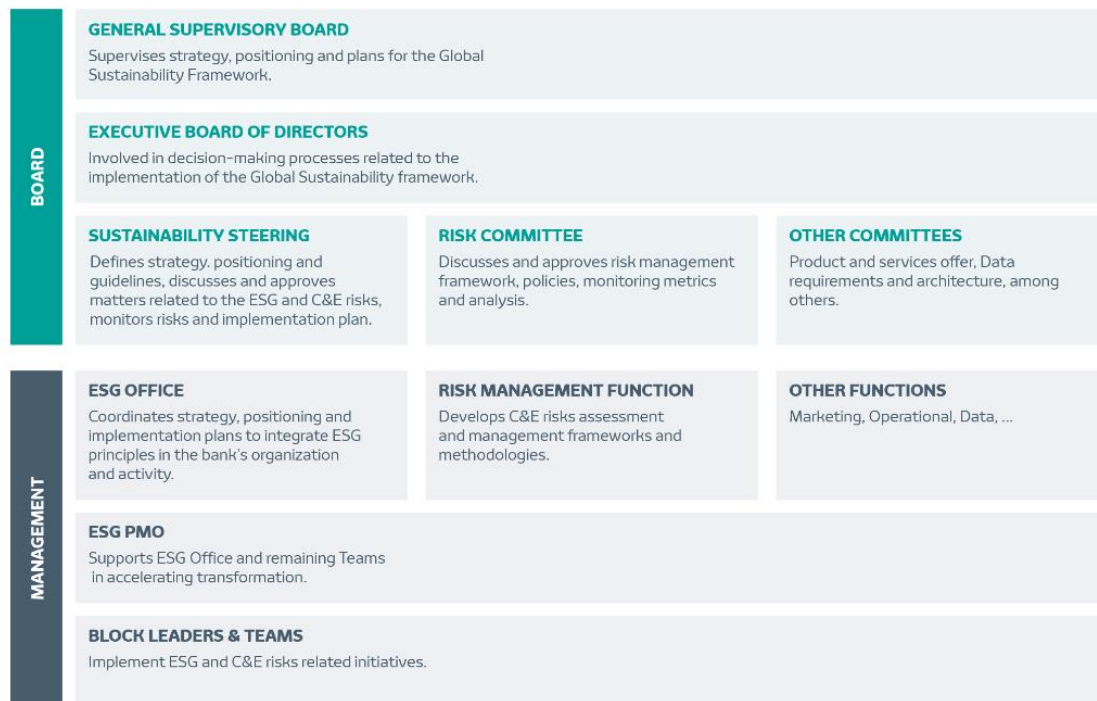 BOARD
GENERAL SUPERVISORY BOARD
Supervises strategy, positioning and plans for the Global
Sustainability Framework.
EXECUTIVE BOARD OF DIRECTORS
Involved in decision-making processes related to the
implementation of the Global Sustainability framework.
SUSTAINABILITY STEERING
Defines strategy. positioning and
guidelines, discusses and approves
matters related to the ESG and C&E risks,
monitors risks and implementation plan.
RISK COMMITTEE
Discusses and approves risk management
framework, policies, monitoring metrics
and analysis.
OTHER COMMITTEES
Product and services offer, Data
requirements and architecture, among
others.
MANAGEMENT
ESG OFFICE
Coordinates strategy, positioning and
implementation plans to integrate ESG
principles in the bank's organization
and activity.
RISK MANAGEMENT FUNCTION
Develops C&E risks assessment
and management frameworks and
methodologies.
OTHER FUNCTIONS
Marketing, Operational, Data, ...
ESG PMO
Supports ESG Office and remaining Teams
in accelerating transformation.
BLOCK LEADERS & TEAMS
Implement ESG and C&E risks related initiatives.